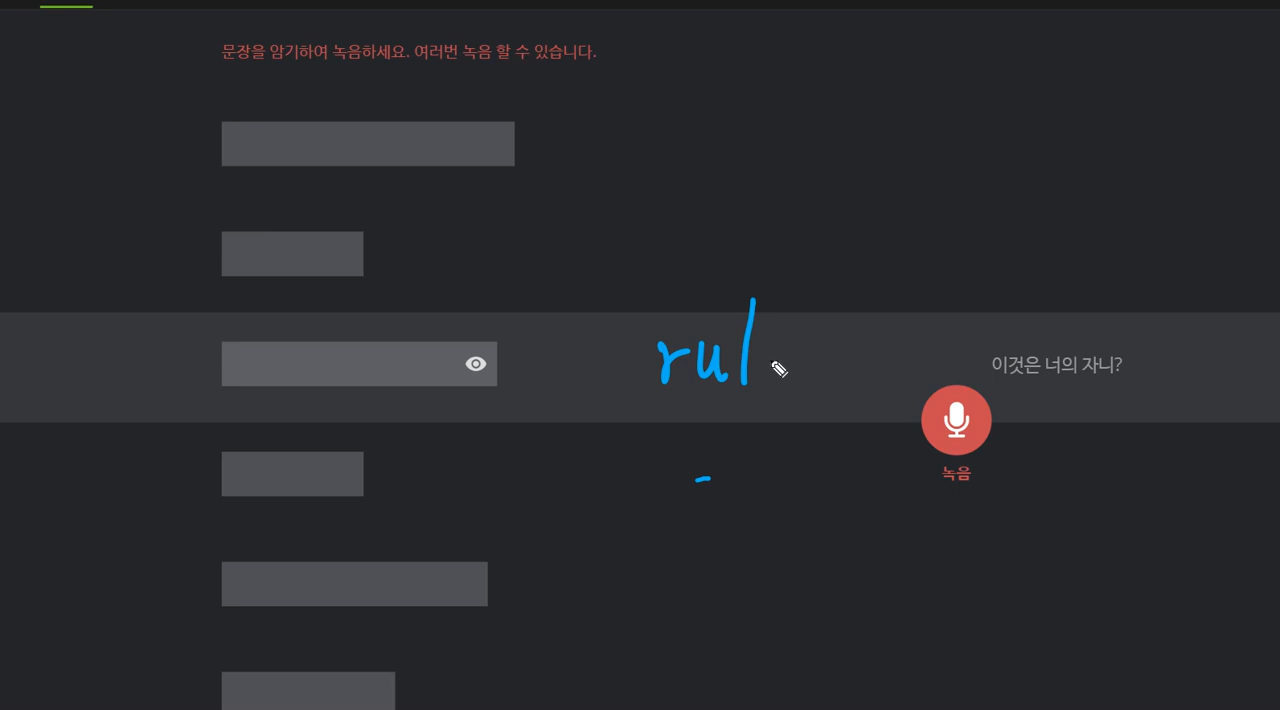 문장을 암기하여 녹음하세요. 여러번 녹음 할 수 있습니다.
rul
이것은 너의 자니?
녹음